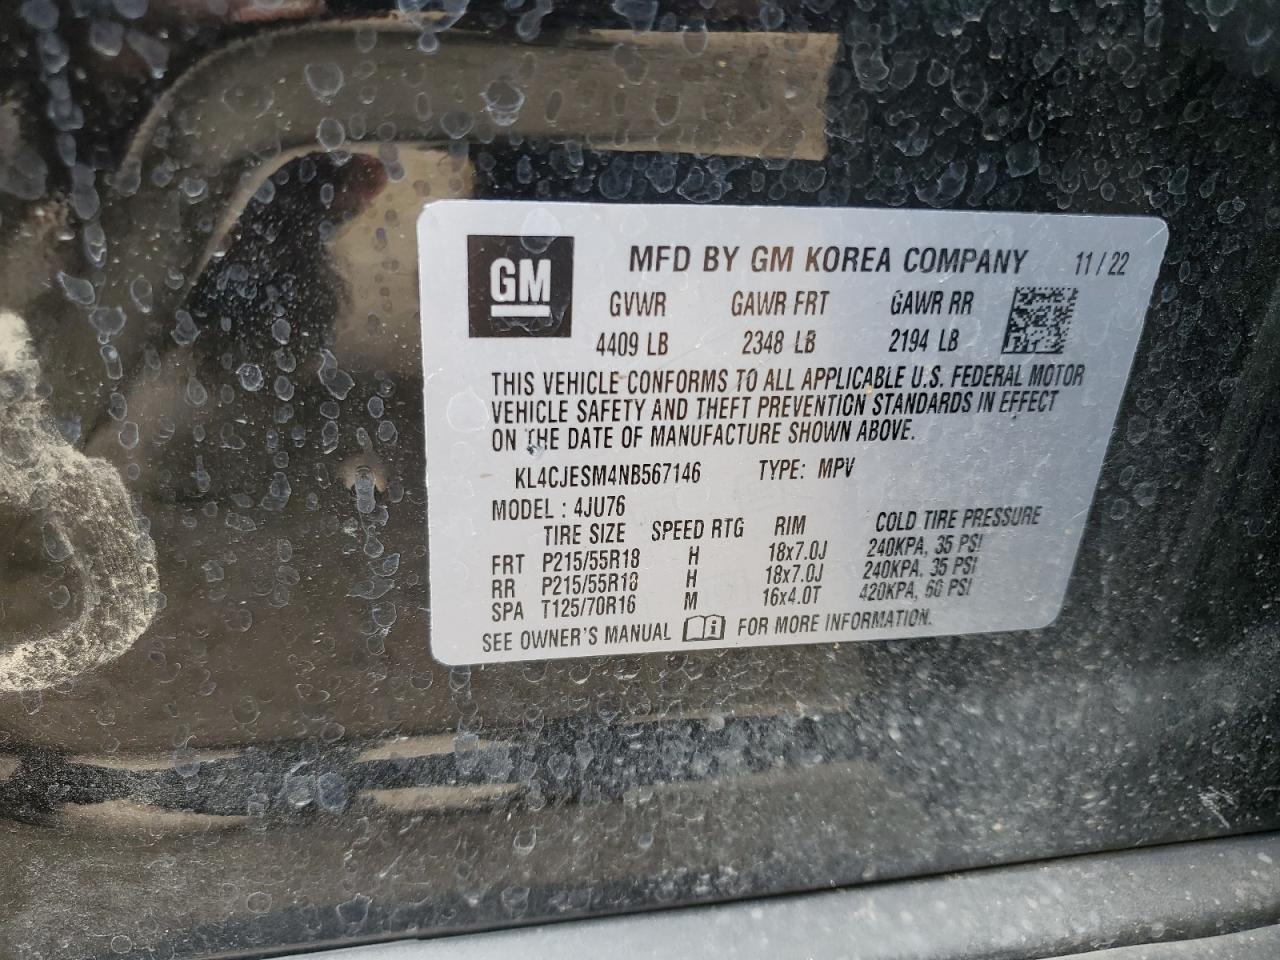 GM
MFD BY GM KOREA COMPANY 11/22
GVWR GAWR FRT GAWR RR
4409 LB 2348 LB 2194 LB
THIS VEHICLE CONFORMS TO ALL APPLICABLE U.S. FEDERAL MOTOR
VEHICLE SAFETY AND THEFT PREVENTION STANDARDS IN EFFECT
ON THE DATE OF MANUFACTURE SHOWN ABOVE.
KL4CJESM4NB567146 TYPE: MPV
MODEL : 4JU76
TIRE SIZE SPEED RTG RIM COLD TIRE PRESSURE
FRT P215/55R18 H 18x7.0J 240KPA, 35 PSI
RR P215/55R18 H 18x7.0J 240KPA, 35 PSI
SPA T125/70R16 M 16x4.0T 420KPA, 60 PSI
SEE OWNER'S MANUAL FOR MORE INFORMATION.